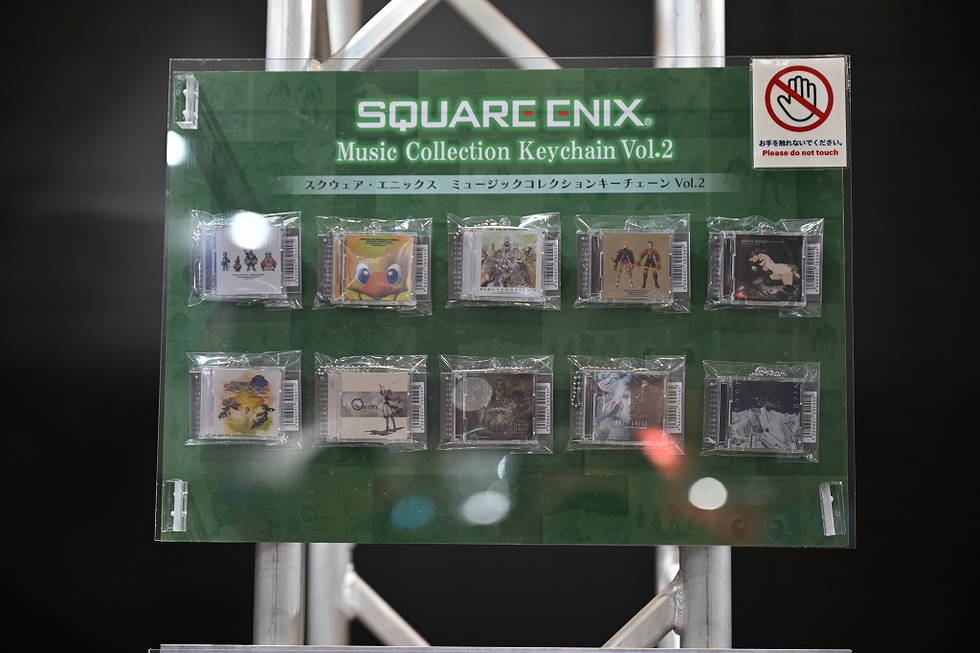 SQUARE ENIX®
Music Collection Keychain Vol.2
スクウェア・エニックス ミュージックコレクションキーチェーン Vol.2
お手を触れないでください。
Please do not touch